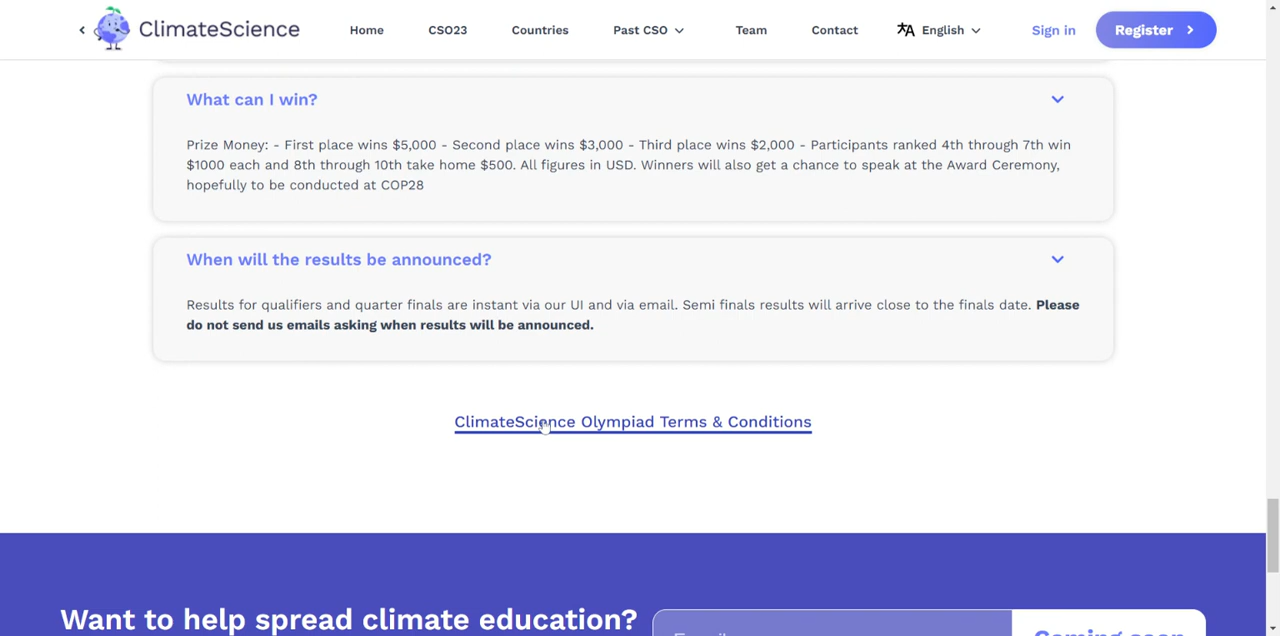 ClimateScience
Home
CSO23
Countries
Past CSO
Team
Contact
English
Sign in
Register
What can I win?
Prize Money: - First place wins $5,000 - Second place wins $3,000 - Third place wins $2,000 - Participants ranked 4th through 7th win
$1000 each and 8th through 10th take home $500. All figures in USD. Winners will also get a chance to speak at the Award Ceremony,
hopefully to be conducted at COP28
When will the results be announced?
Results for qualifiers and quarter finals are instant via our UI and via email. Semi finals results will arrive close to the finals date. Please
do not send us emails asking when results will be announced.
ClimateScience Olympiad Terms & Conditions
Want to help spread climate education?
Coming soon